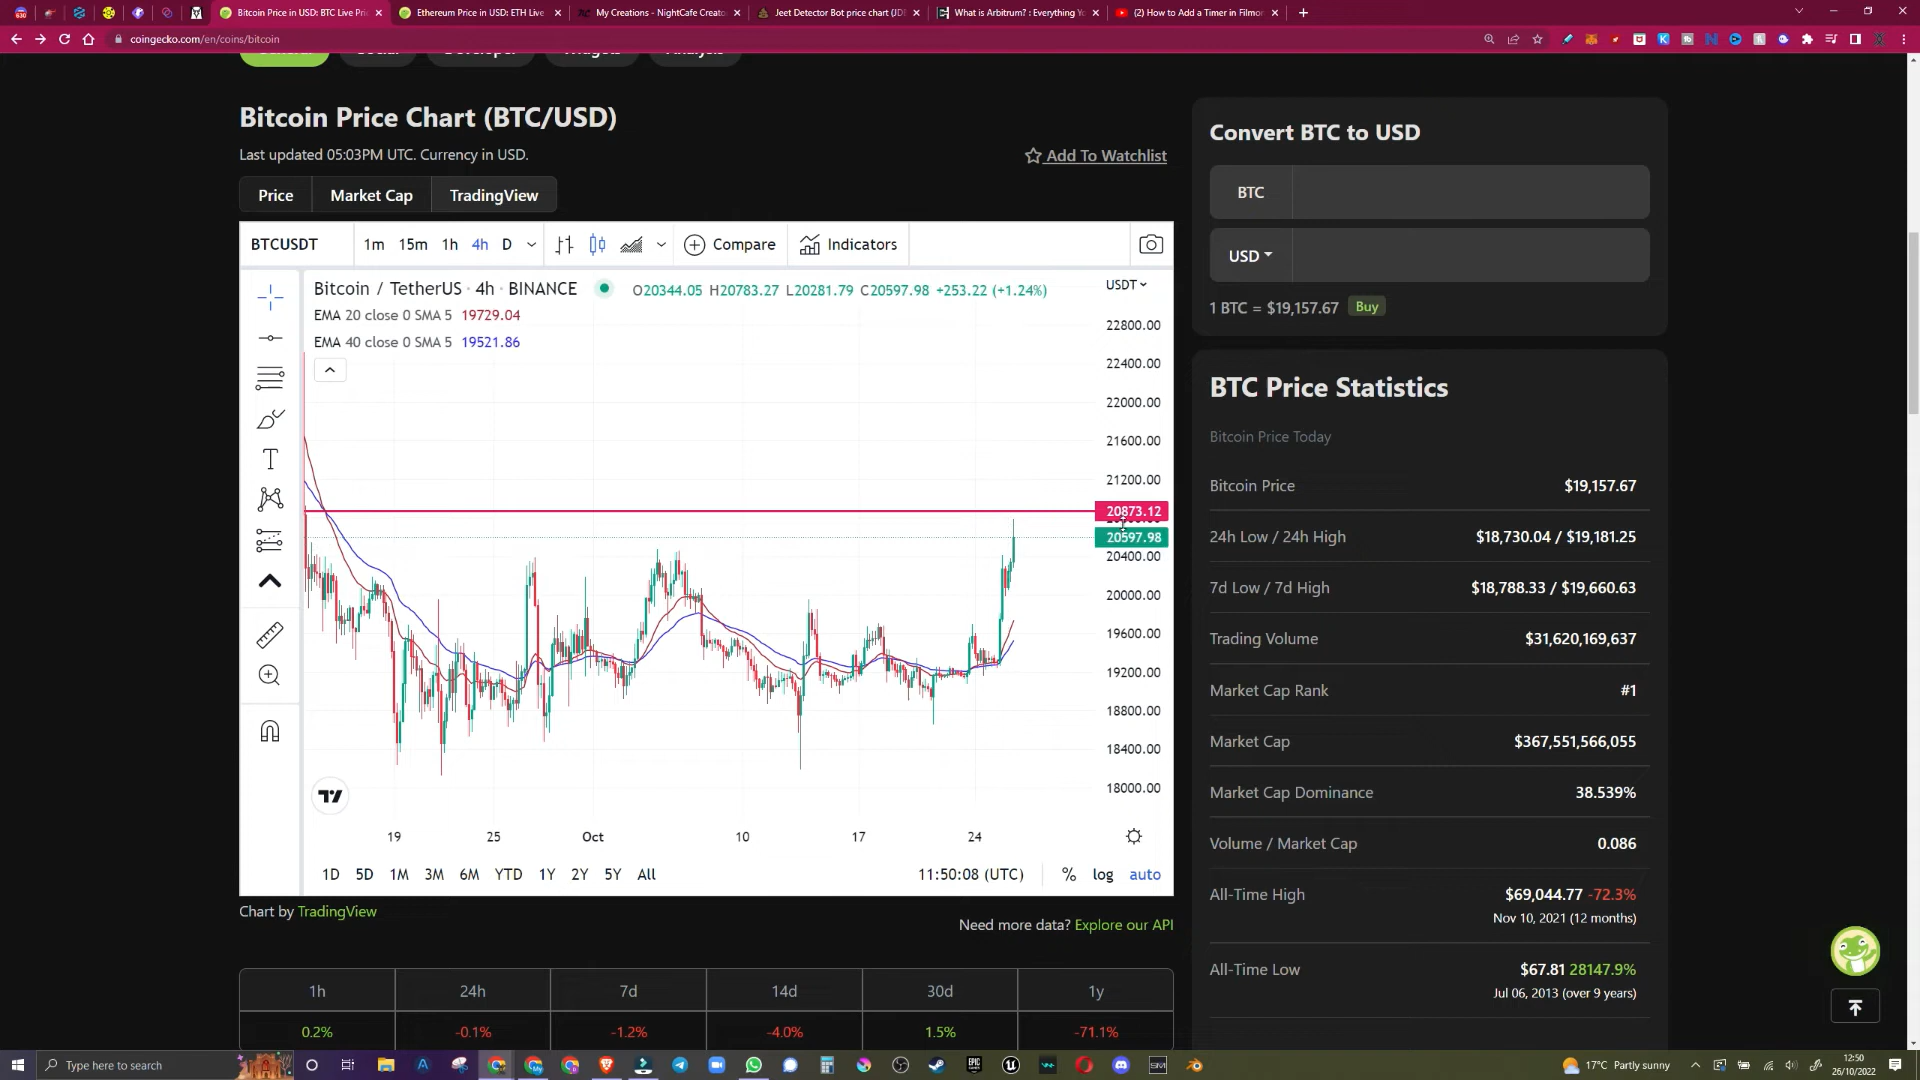 Bitcoin Price in USD: BTC Live Pri
Ethereum Price in USD: ETH Live
My Creations - NightCafe Creato
Jeet Detector Bot price chart (JD
What is Arbitrum? : Everything Yo
(2) How to Add a Timer in Filmor
coingecko.com/en/coins/bitcoin
Bitcoin Price Chart (BTC/USD)
Last updated 05:03PM UTC. Currency in USD.
Add To Watchlist
Price Market Cap TradingView
BTCUSDT 1m 15m 1h 4h D Compare Indicators
Bitcoin / TetherUS · 4h · BINANCE O20344.05 H20783.27 L20281.79 C20597.98 +253.22 (+1.24%)
USDT
EMA 20 close 0 SMA 5 19729.04
EMA 40 close 0 SMA 5 19521.86
22800.00
22400.00
22000.00
21600.00
21200.00
20873.12
20597.98
20400.00
20000.00
19600.00
19200.00
18800.00
18400.00
18000.00
19 25 Oct 10 17 24
1D 5D 1M 3M 6M YTD 1Y 2Y 5Y All 11:50:08 (UTC) % log auto
Chart by TradingView
Need more data? Explore our API
1h 24h 7d 14d 30d 1y
0.2% -0.1% -1.2% -4.0% 1.5% -71.1%
Convert BTC to USD
BTC
USD
1 BTC = $19,157.67 Buy
BTC Price Statistics
Bitcoin Price Today
Bitcoin Price $19,157.67
24h Low / 24h High $18,730.04 / $19,181.25
7d Low / 7d High $18,788.33 / $19,660.63
Trading Volume $31,620,169,637
Market Cap Rank #1
Market Cap $367,551,566,055
Market Cap Dominance 38.539%
Volume / Market Cap 0.086
All-Time High $69,044.77 -72.3%
Nov 10, 2021 (12 months)
All-Time Low $67.81 28147.9%
Jul 06, 2013 (over 9 years)
Type here to search
17°C Partly sunny
12:50
26/10/2022